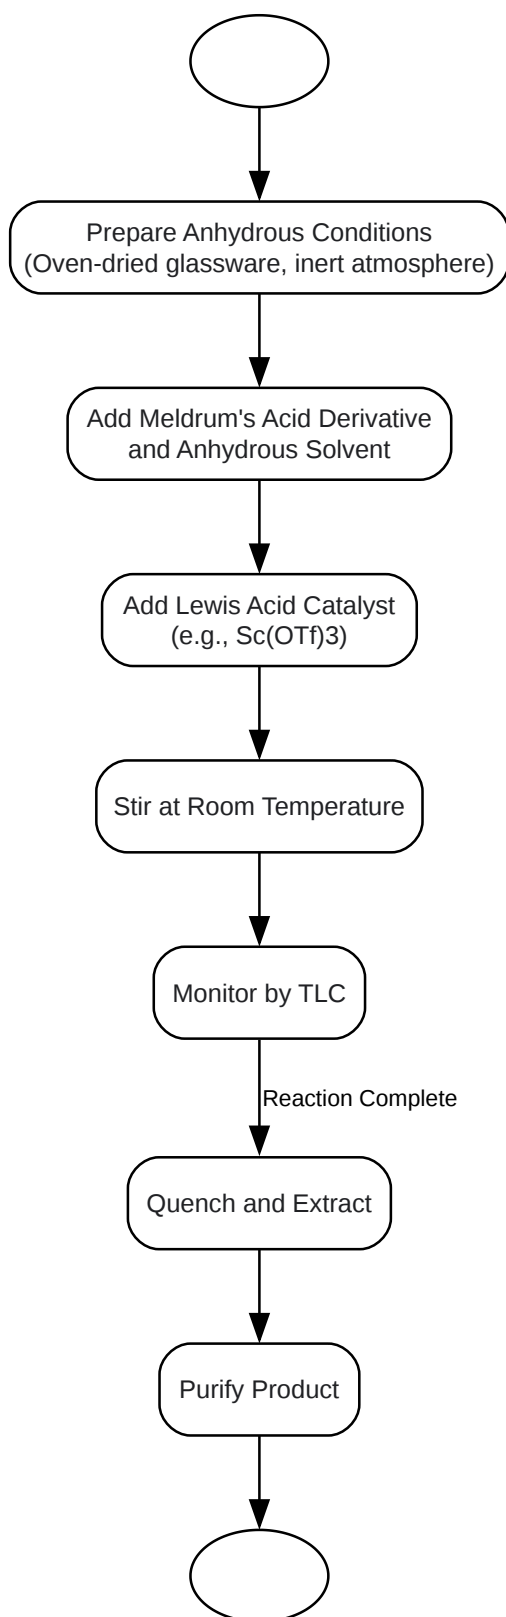 Prepare Anhydrous Conditions
(Oven-dried glassware, inert atmosphere)
Add Meldrum's Acid Derivative
and Anhydrous Solvent
Add Lewis Acid Catalyst
(e.g., Sc(OTf)3)
Stir at Room Temperature
Monitor by TLC
Reaction Complete
Quench and Extract
Purify Product